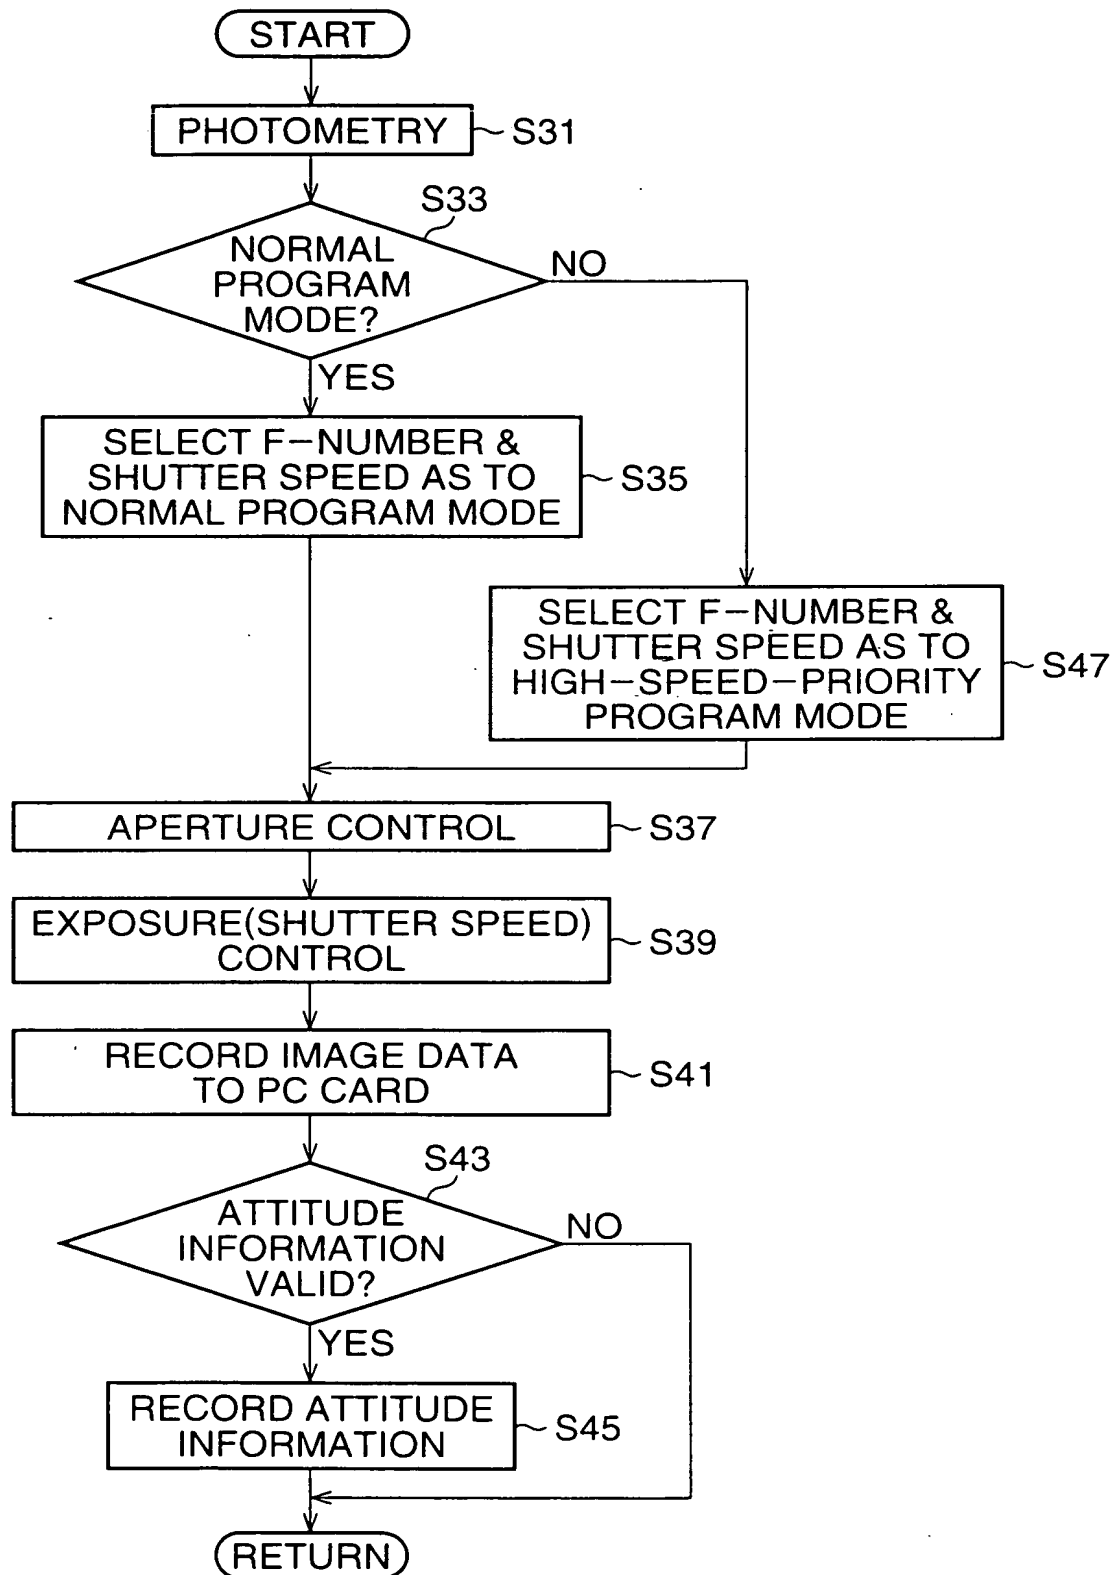 START
PHOTOMETRY
S31
S33
NORMAL
PROGRAM
MODE?
NO
YES
SELECT F-NUMBER &
SHUTTER SPEED AS TO
NORMAL PROGRAM MODE
S35
SELECT F-NUMBER &
SHUTTER SPEED AS TO
HIGH-SPEED-PRIORITY
PROGRAM MODE
S47
APERTURE CONTROL
S37
EXPOSURE(SHUTTER SPEED)
CONTROL
S39
RECORD IMAGE DATA
TO PC CARD
S41
S43
ATTITUDE
INFORMATION
VALID?
NO
YES
RECORD ATTITUDE
INFORMATION
S45
RETURN